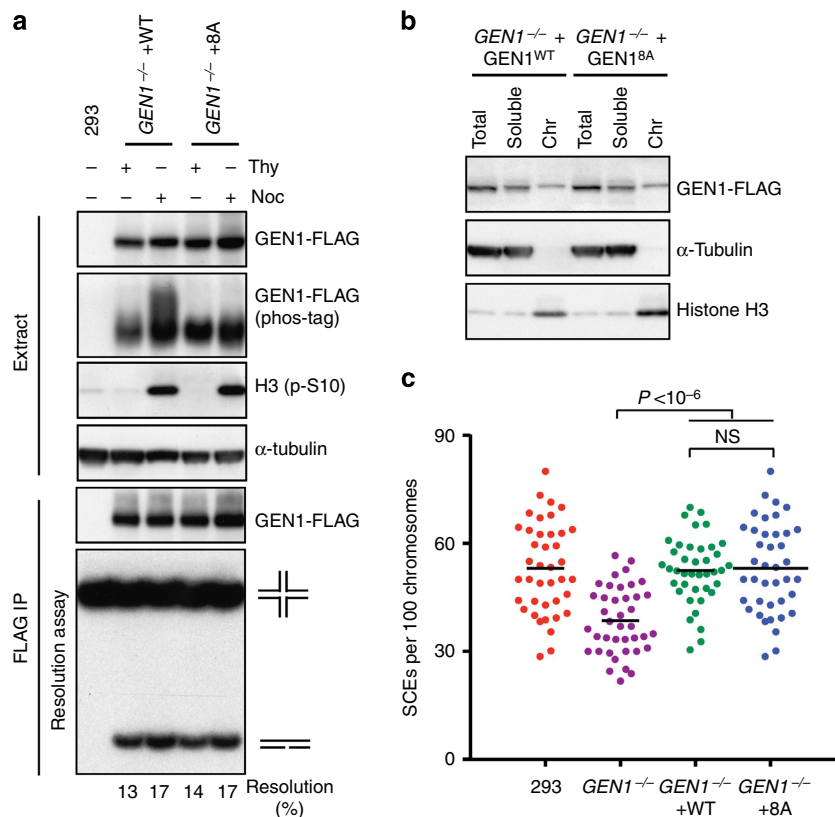 a
293
GEN1 −/− +WT
GEN1 −/− +8A
− + − + − Thy
− − + − + Noc
Extract
GEN1-FLAG
GEN1-FLAG
(phos-tag)
H3 (p-S10)
α-tubulin
FLAG IP
GEN1-FLAG
Resolution assay
13 17 14 17 Resolution
(%)
b
GEN1 −/− + GEN1 −/− +
GEN1WT GEN18A
Total Soluble Chr Total Soluble Chr
GEN1-FLAG
α-Tubulin
Histone H3
c
P <10−6
NS
SCEs per 100 chromosomes
90
60
30
0
293 GEN1−/− GEN1−/− GEN1−/−
+WT +8A